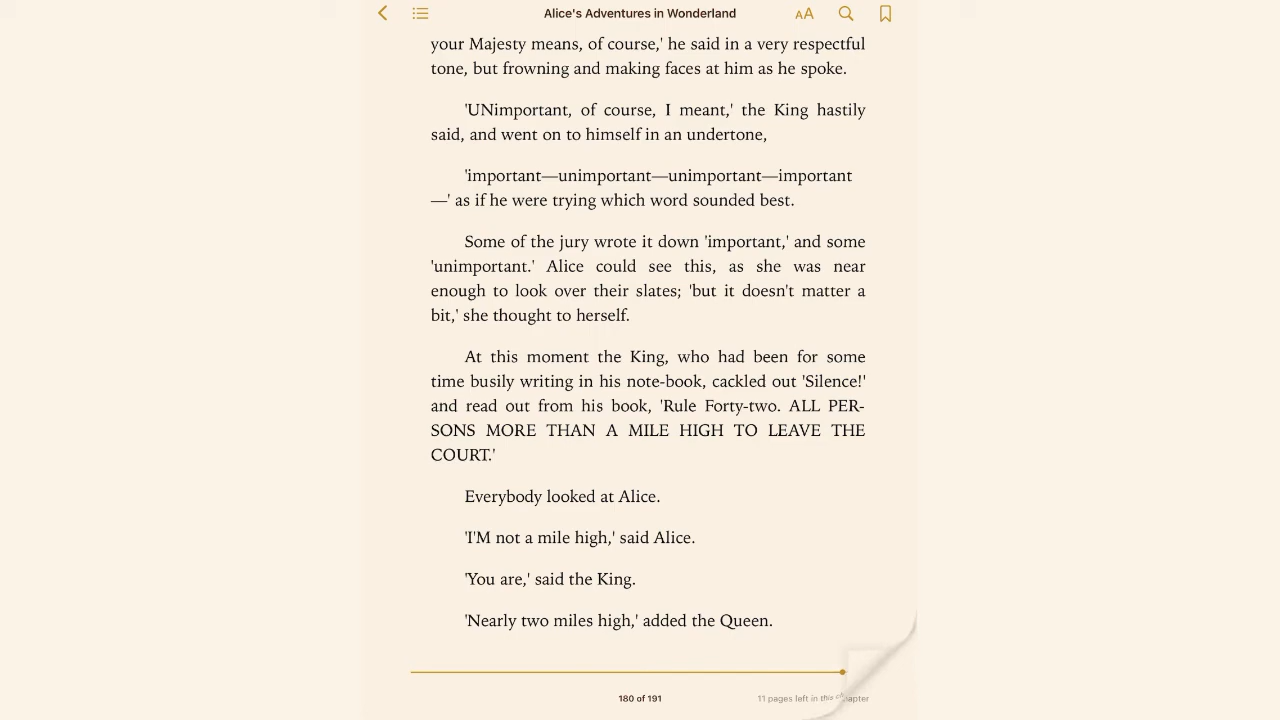 Alice's Adventures in Wonderland
AA
your Majesty means, of course,' he said in a very respectful
tone, but frowning and making faces at him as he spoke.
'UNimportant, of course, I meant,' the King hastily
said, and went on to himself in an undertone,
'important—unimportant—unimportant—important
—' as if he were trying which word sounded best.
Some of the jury wrote it down 'important,' and some
'unimportant.' Alice could see this, as she was near
enough to look over their slates; 'but it doesn't matter a
bit,' she thought to herself.
At this moment the King, who had been for some
time busily writing in his note-book, cackled out 'Silence!'
and read out from his book, 'Rule Forty-two. ALL PER-
SONS MORE THAN A MILE HIGH TO LEAVE THE
COURT.'
Everybody looked at Alice.
'I'M not a mile high,' said Alice.
'You are,' said the King.
'Nearly two miles high,' added the Queen.
180 of 191
11 pages left in this chapter